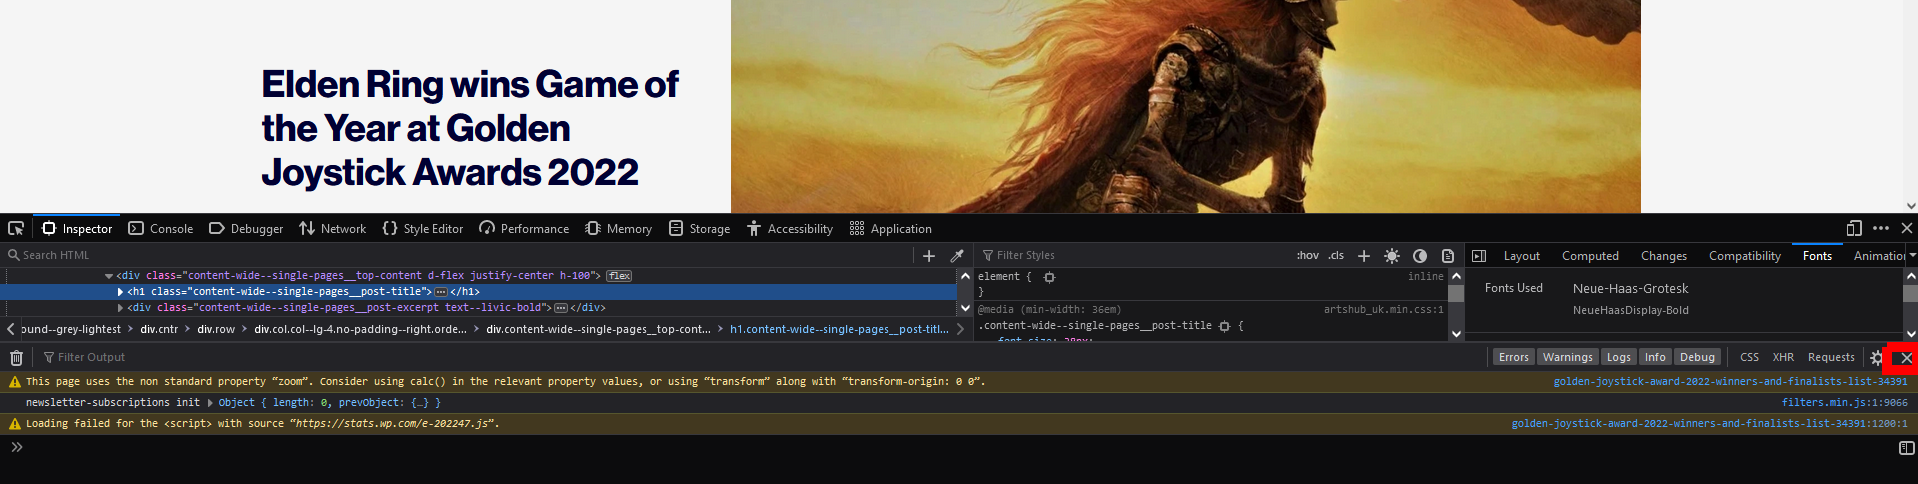 Elden Ring wins Game of
the Year at Golden
Joystick Awards 2022
Inspector Console Debugger Network Style Editor Performance Memory Storage Accessibility Application
Search HTML
<div class="content-wide--single-pages__top-content d-flex justify-center h-100"> flex
<h1 class="content-wide--single-pages__post-title"> ··· </h1>
<div class="content-wide--single-pages__post-excerpt text--livic-bold"> ··· </div>
ound--grey-lightest div.cntr div.row div.col.col--lg-4.no-padding--right.orde... div.content-wide--single-pages__top-cont... h1.content-wide--single-pages__post-titl...
Filter Styles :hov .cls
element { inline
}
@media (min-width: 36em) artshub_uk.min.css:1
.content-wide--single-pages__post-title {
font-size: 38px;
Layout Computed Changes Compatibility Fonts Animatio
Fonts Used Neue-Haas-Grotesk
NeueHaasDisplay-Bold
Filter Output Errors Warnings Logs Info Debug CSS XHR Requests
This page uses the non standard property “zoom”. Consider using calc() in the relevant property values, or using “transform” along with “transform-origin: 0 0”. golden-joystick-award-2022-winners-and-finalists-list-34391
newsletter-subscriptions init Object { length: 0, prevObject: {…} } filters.min.js:1:9066
Loading failed for the <script> with source “https://stats.wp.com/e-202247.js”. golden-joystick-award-2022-winners-and-finalists-list-34391:1200:1